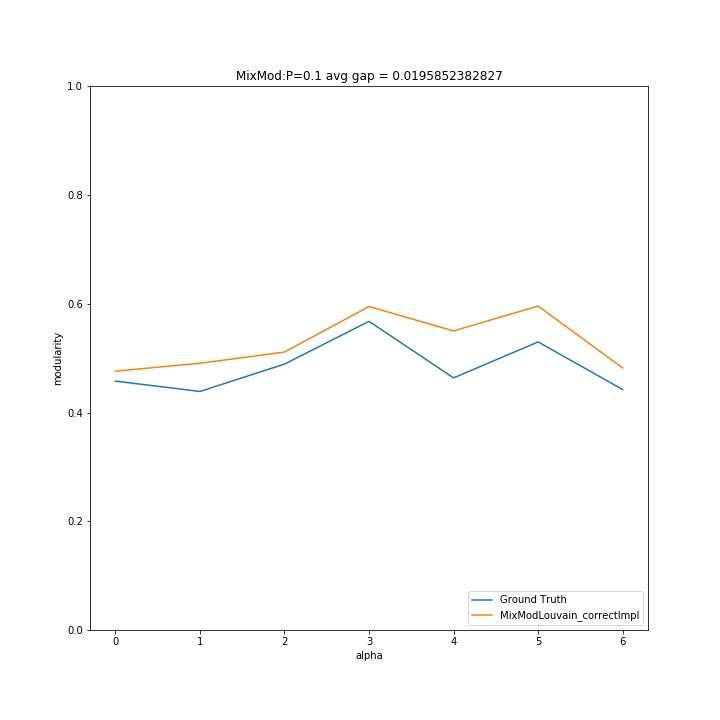 MixMod:P=0.1 avg gap = 0.0195852382827
1.0
0.8
0.6
0.4
0.2
0.0
modularity
0 1 2 3 4 5 6
alpha
Ground Truth
MixModLouvain_correctImpl